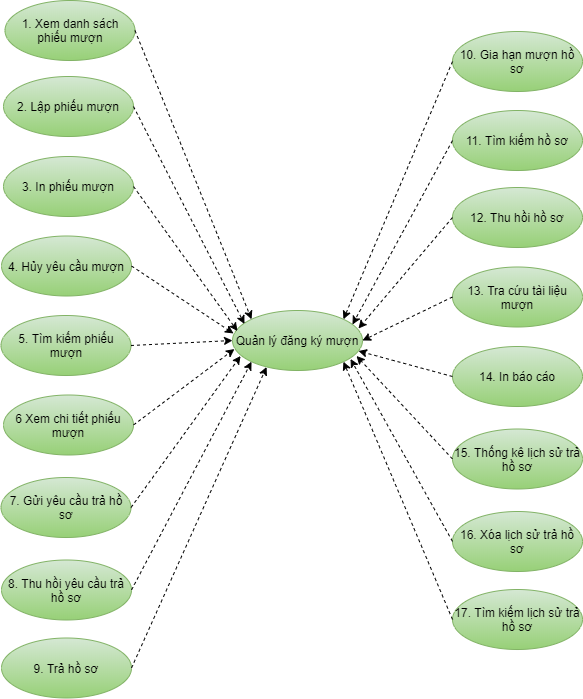 1. Xem danh sách
phiếu mượn
2. Lập phiếu mượn
3. In phiếu mượn
4. Hủy yêu cầu mượn
5. Tìm kiếm phiếu
mượn
6 Xem chi tiết phiếu
mượn
7. Gửi yêu cầu trả hồ
sơ
8. Thu hồi yêu cầu trả
hồ sơ
9. Trả hồ sơ
Quản lý đăng ký mượn
10. Gia hạn mượn hồ
sơ
11. Tìm kiếm hồ sơ
12. Thu hồi hồ sơ
13. Tra cứu tài liệu
mượn
14. In báo cáo
15. Thống kê lịch sử trả
hồ sơ
16. Xóa lịch sử trả hồ
sơ
17. Tìm kiếm lịch sử trả
hồ sơ